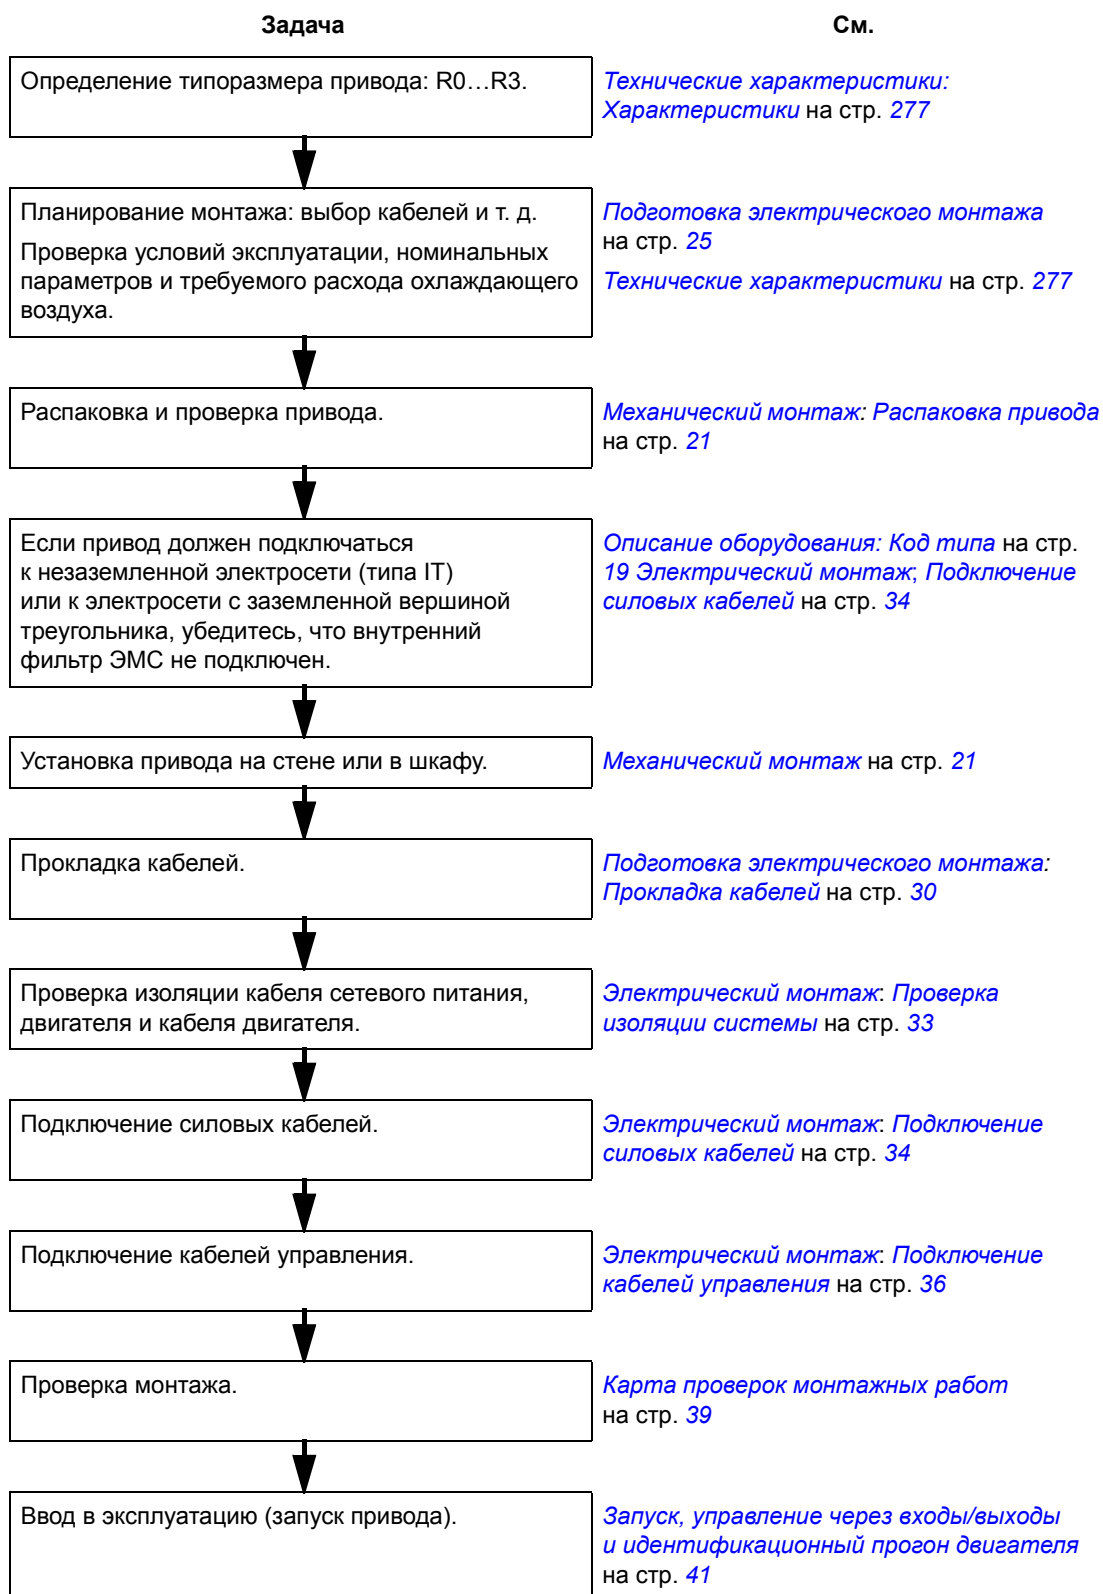 Задача
См.
Определение типоразмера привода: R0…R3.
Технические характеристики:
Характеристики на стр. 277
Планирование монтажа: выбор кабелей и т. д.
Проверка условий эксплуатации, номинальных
параметров и требуемого расхода охлаждающего
воздуха.
Подготовка электрического монтажа
на стр. 25
Технические характеристики на стр. 277
Распаковка и проверка привода.
Механический монтаж: Распаковка привода
на стр. 21
Если привод должен подключаться
к незаземленной электросети (типа IT)
или к электросети с заземленной вершиной
треугольника, убедитесь, что внутренний
фильтр ЭМС не подключен.
Описание оборудования: Код типа на стр.
19 Электрический монтаж; Подключение
силовых кабелей на стр. 34
Установка привода на стене или в шкафу.
Механический монтаж на стр. 21
Прокладка кабелей.
Подготовка электрического монтажа:
Прокладка кабелей на стр. 30
Проверка изоляции кабеля сетевого питания,
двигателя и кабеля двигателя.
Электрический монтаж: Проверка
изоляции системы на стр. 33
Подключение силовых кабелей.
Электрический монтаж: Подключение
силовых кабелей на стр. 34
Подключение кабелей управления.
Электрический монтаж: Подключение
кабелей управления на стр. 36
Проверка монтажа.
Карта проверок монтажных работ
на стр. 39
Ввод в эксплуатацию (запуск привода).
Запуск, управление через входы/выходы
и идентификационный прогон двигателя
на стр. 41